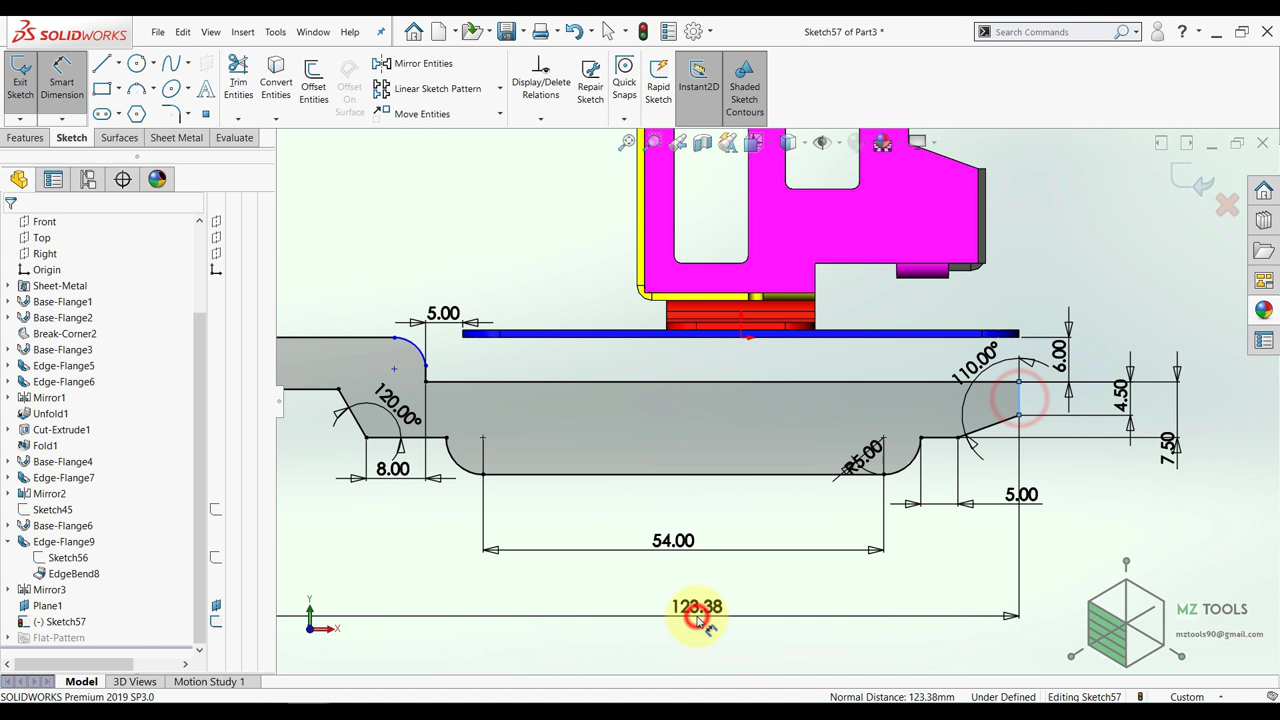 SOLIDWORKS
File Edit View Insert Tools Window Help
Sketch57 of Part3 *
Search Commands
?
Exit Sketch
Smart Dimension
Trim Entities
Convert Entities
Offset Entities
Offset On Surface
Mirror Entities
Linear Sketch Pattern
Move Entities
Display/Delete Relations
Repair Sketch
Quick Snaps
Rapid Sketch
Instant2D
Shaded Sketch Contours
Features Sketch Surfaces Sheet Metal Evaluate
Front
Top
Right
Origin
Sheet-Metal
Base-Flange1
Base-Flange2
Break-Corner2
Base-Flange3
Edge-Flange5
Edge-Flange6
Mirror1
Unfold1
Cut-Extrude1
Fold1
Base-Flange4
Edge-Flange7
Mirror2
Sketch45
Base-Flange6
Edge-Flange9
Sketch56
EdgeBend8
Mirror3
Plane1
(-) Sketch57
Flat-Pattern
5.00
6.00
110.00°
4.50
120.00°
7.50
R5.00
8.00
5.00
54.00
123.38
Y
X
MZ TOOLS
mztools90@gmail.com
Model 3D Views Motion Study 1
SOLIDWORKS Premium 2019 SP3.0
Normal Distance: 123.38mm Under Defined Editing Sketch57 Custom